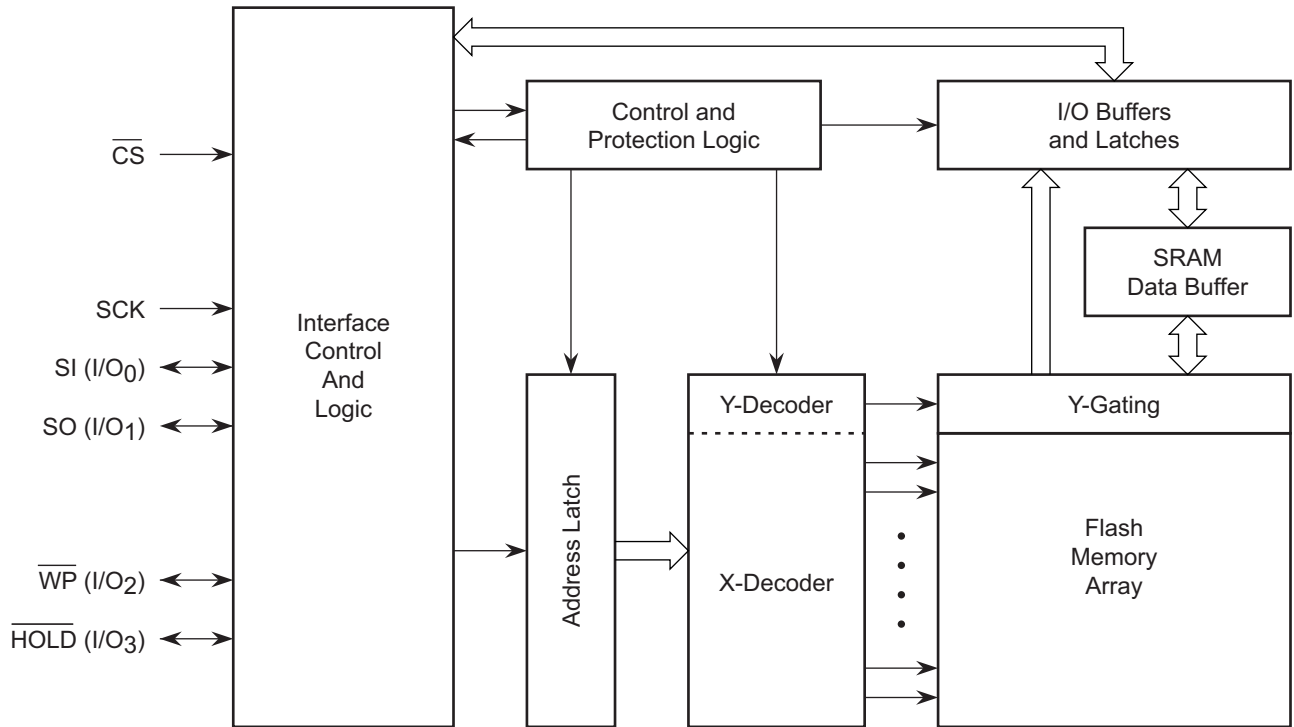 CS
SCK
SI (I/O0)
SO (I/O1)
WP (I/O2)
HOLD (I/O3)
Interface
Control
And
Logic
Control and
Protection Logic
I/O Buffers
and Latches
SRAM
Data Buffer
Address Latch
Y-Decoder
X-Decoder
Y-Gating
Flash
Memory
Array